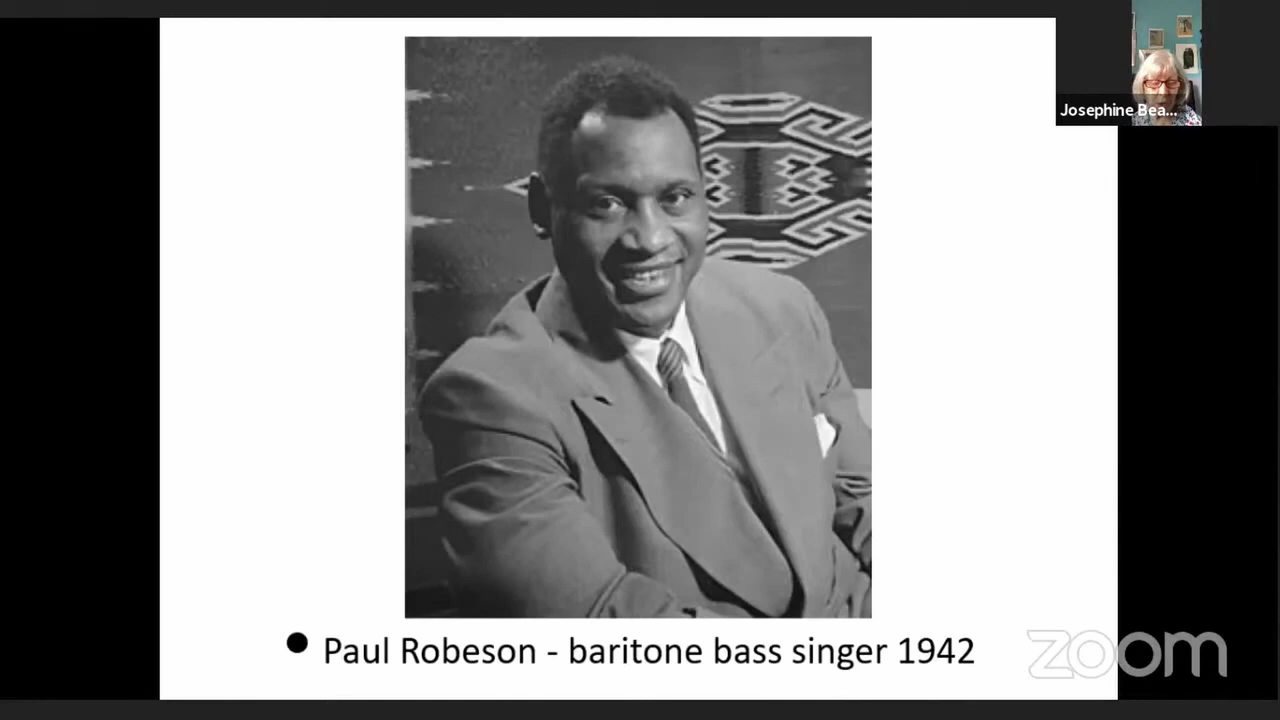 Josephine Bea...
● Paul Robeson - baritone bass singer 1942
zoom